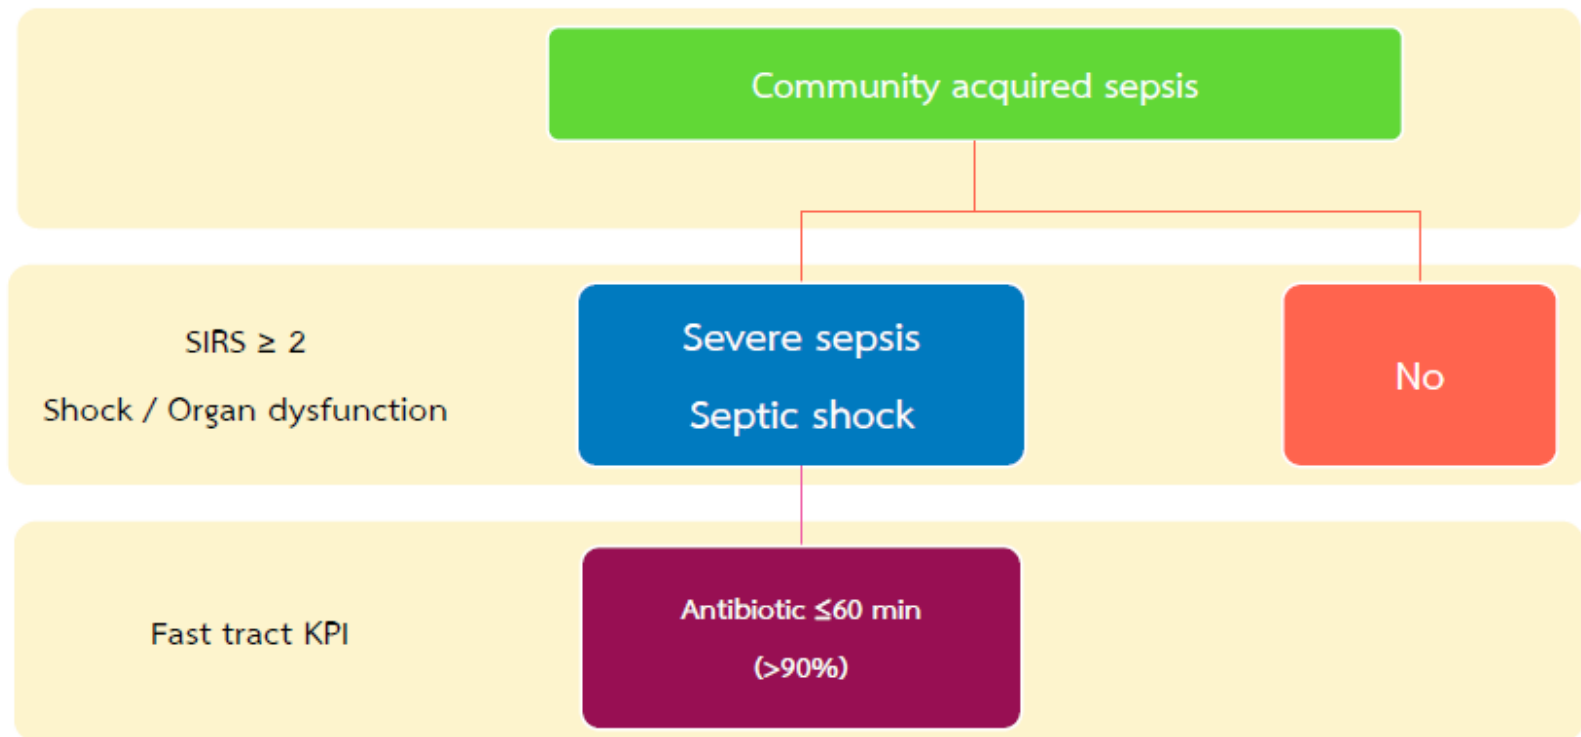 Community acquired sepsis
SIRS ≥ 2
Shock / Organ dysfunction
Severe sepsis
Septic shock
No
Fast tract KPI
Antibiotic ≤60 min
(>90%)